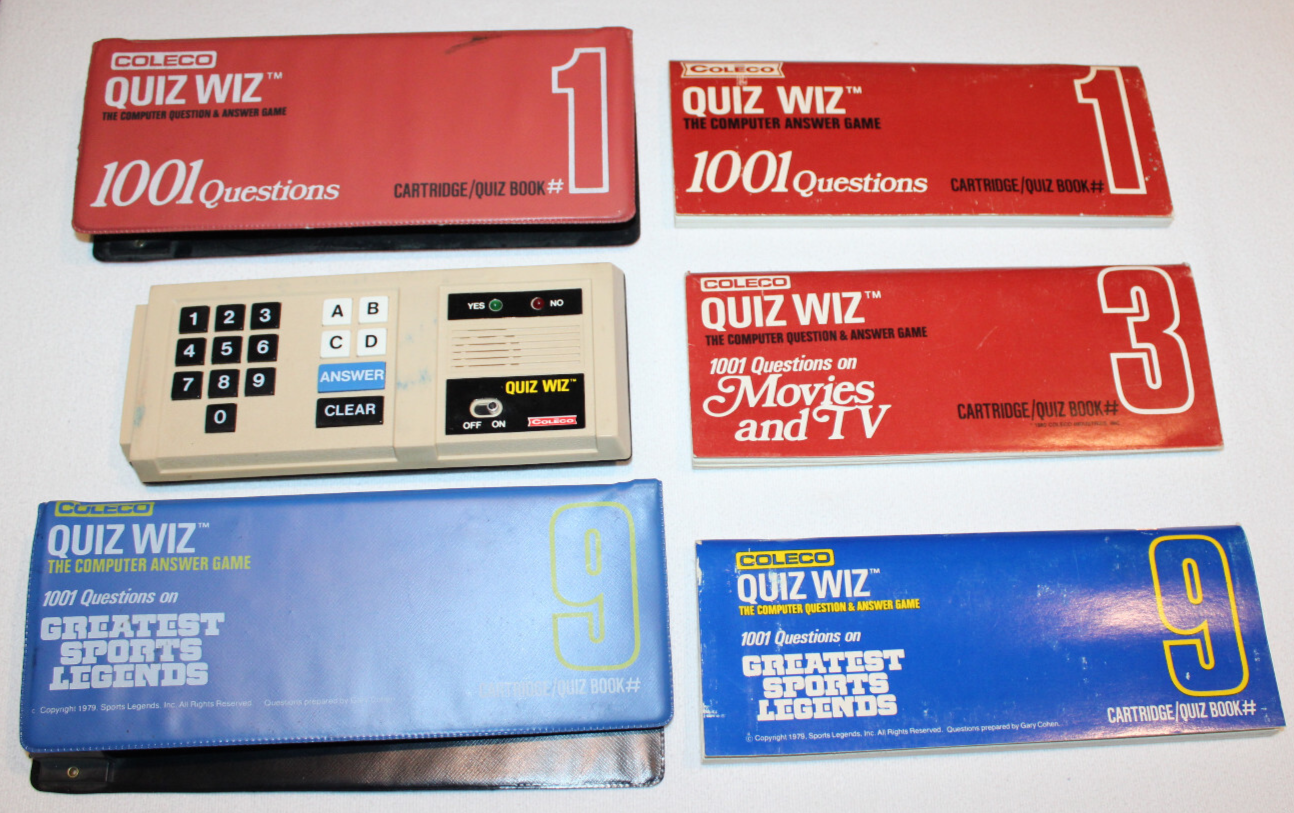 COLECO
QUIZ WIZ™
THE COMPUTER QUESTION & ANSWER GAME
1001 Questions
CARTRIDGE/QUIZ BOOK# 1
COLECO
QUIZ WIZ™
THE COMPUTER ANSWER GAME
1001 Questions
CARTRIDGE/QUIZ BOOK# 1
1 2 3
4 5 6
7 8 9
0
A B
C D
ANSWER
CLEAR
YES NO
QUIZ WIZ™
OFF ON
COLECO
COLECO
QUIZ WIZ™
THE COMPUTER QUESTION & ANSWER GAME
1001 Questions on
Movies
and TV
CARTRIDGE/QUIZ BOOK# 3
COLECO
QUIZ WIZ™
THE COMPUTER ANSWER GAME
1001 Questions on
GREATEST
SPORTS
LEGENDS
CARTRIDGE/QUIZ BOOK# 9
c Copyright 1979, Sports Legends, Inc. All Rights Reserved. Questions prepared by
COLECO
QUIZ WIZ™
THE COMPUTER QUESTION & ANSWER GAME
1001 Questions on
GREATEST
SPORTS
LEGENDS
CARTRIDGE/QUIZ BOOK# 9
© Copyright 1979, Sports Legends, Inc. All Rights Reserved. Questions prepared by Gary Cohen.